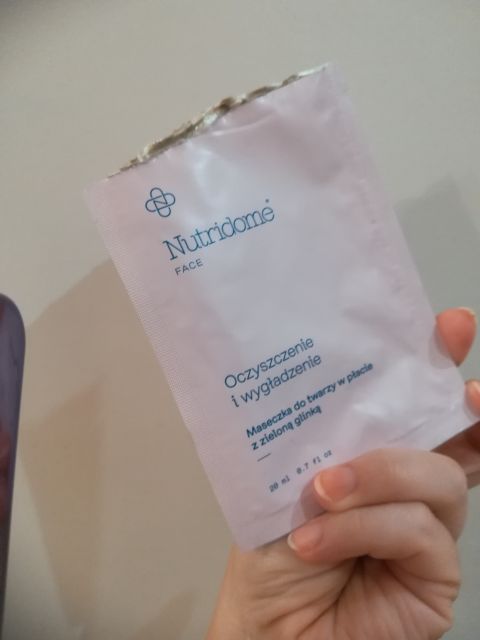 Nutridome®
FACE
Oczyszczenie
i wygładzenie
Maseczka do twarzy w płacie
z zieloną glinką
20 ml 0.7 fl oz